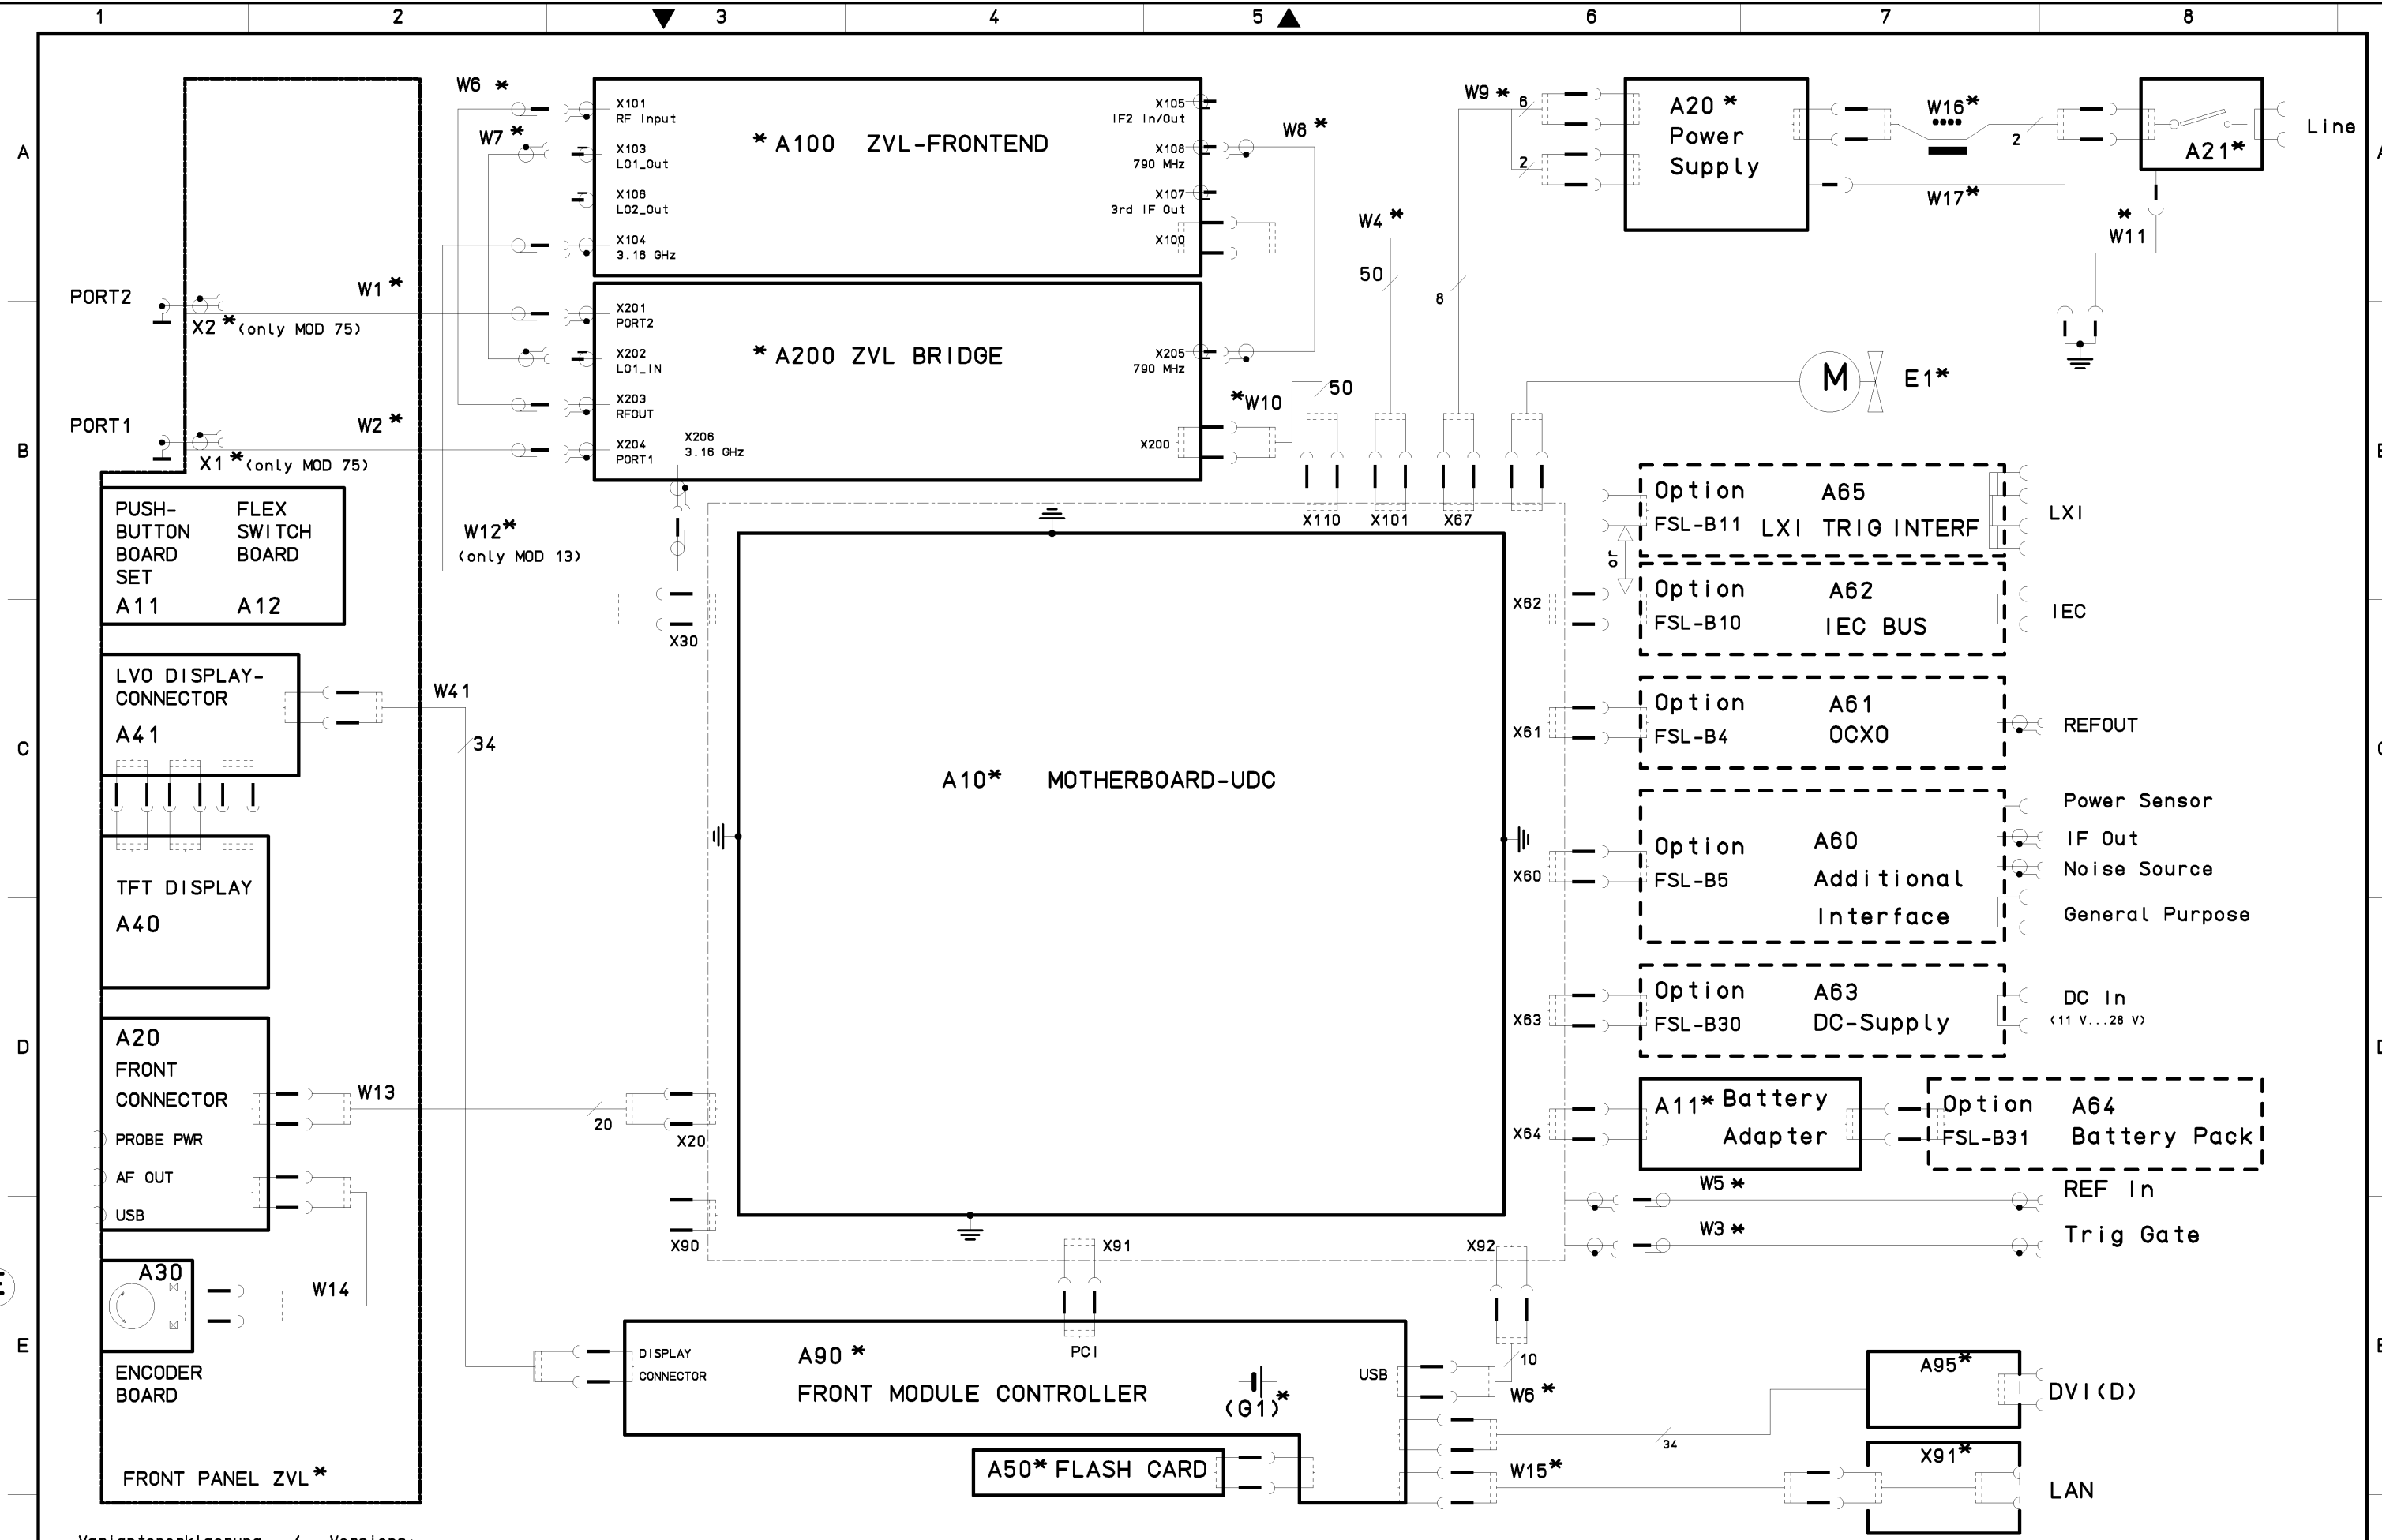 1 2 3 4 5 6 7 8
A
B
C
D
E
W6 *
W7 *
X101
RF Input
X103
LO1_Out
X106
LO2_Out
X104
3.16 GHz
* A100 ZVL-FRONTEND
X105
IF2 In/Out
X108
790 MHz
X107
3rd IF Out
X100
W8 *
W4 *
50
W9 *
6
2
8
A20 *
Power
Supply
W16 *
2
W17 *
A21 *
Line
*
W11
PORT2
W1 *
X2 * (only MOD 75)
PORT1
W2 *
X1 * (only MOD 75)
X201
PORT2
X202
LO1_IN
X203
RFOUT
X204
PORT1
X206
3.16 GHz
* A200 ZVL BRIDGE
X205
790 MHz
X200
* W10
50
M
E1 *
X110
X101
X67
PUSH-
BUTTON
BOARD
SET
A11
FLEX
SWITCH
BOARD
A12
W12 *
(only MOD 13)
X30
Option
A65
FSL-B11
LXI TRIG INTERF
LXI
or
Option
A62
X62
FSL-B10
IEC BUS
IEC
LVO DISPLAY-
CONNECTOR
A41
W41
34
A10 * MOTHERBOARD-UDC
Option
A61
X61
FSL-B4
OCXO
REFOUT
TFT DISPLAY
A40
Option
A60
X60
FSL-B5
Additional
Interface
Power Sensor
IF Out
Noise Source
General Purpose
Option
A63
X63
FSL-B30
DC-Supply
DC In
(11 V...28 V)
A20
FRONT
CONNECTOR
PROBE PWR
AF OUT
USB
W13
20
X20
X64
A11 * Battery
Adapter
Option
A64
FSL-B31
Battery Pack
W5 *
REF In
W3 *
Trig Gate
X90
X91
X92
A30
W14
ENCODER
BOARD
FRONT PANEL ZVL *
DISPLAY
CONNECTOR
A90 *
FRONT MODULE CONTROLLER
PCI
(G1) *
USB
10
W6 *
34
A95 *
DVI(D)
A50 * FLASH CARD
W15 *
X91 *
LAN